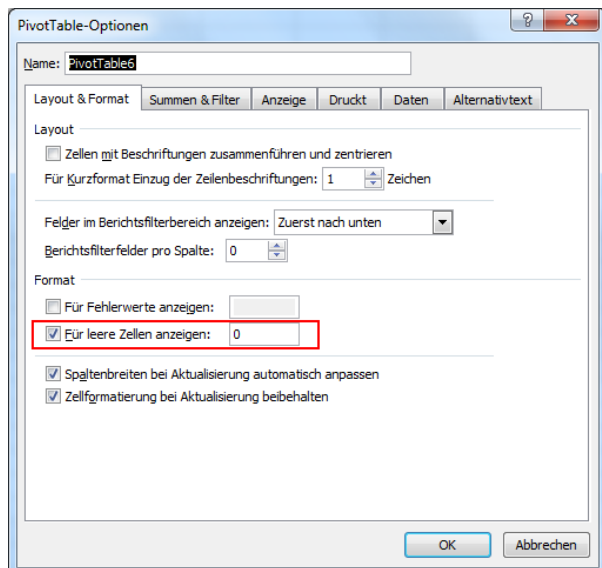 PivotTable-Optionen
Name: PivotTable6
Layout & Format Summen & Filter Anzeige Druckt Daten Alternativtext
Layout
Zellen mit Beschriftungen zusammenführen und zentrieren
Für Kurzformat Einzug der Zeilenbeschriftungen: 1 Zeichen
Felder im Berichtsfilterbereich anzeigen: Zuerst nach unten
Berichtsfilterfelder pro Spalte: 0
Format
Für Fehlerwerte anzeigen:
Für leere Zellen anzeigen: 0
Spaltenbreiten bei Aktualisierung automatisch anpassen
Zellformatierung bei Aktualisierung beibehalten
OK Abbrechen